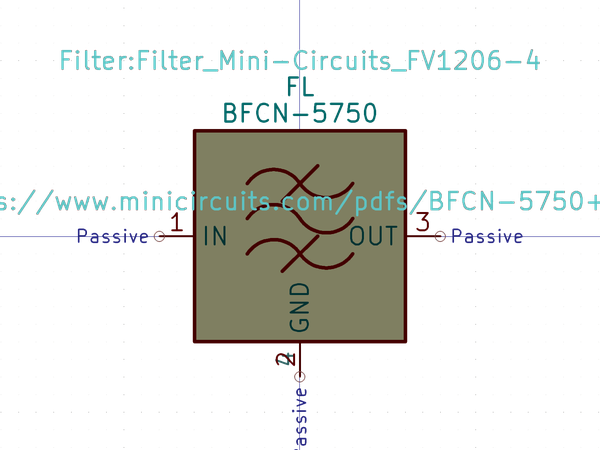 Filter:Filter_Mini-Circuits_FV1206-4
FL
BFCN-5750
s://www.minicircuits.com/pdfs/BFCN-5750+
Passive 1 IN OUT 3 Passive
GND
assive